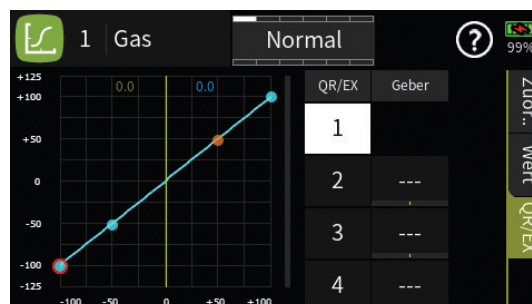 1 Gas Normal ? 99%
+125
0.0 0.0
+100
+50
0
-50
-100
-125
-100 -50 0 +50 +100
QR/EX Geber
1
2 ---
3 ---
4 ---
Zuor..
Wert
QR/EX